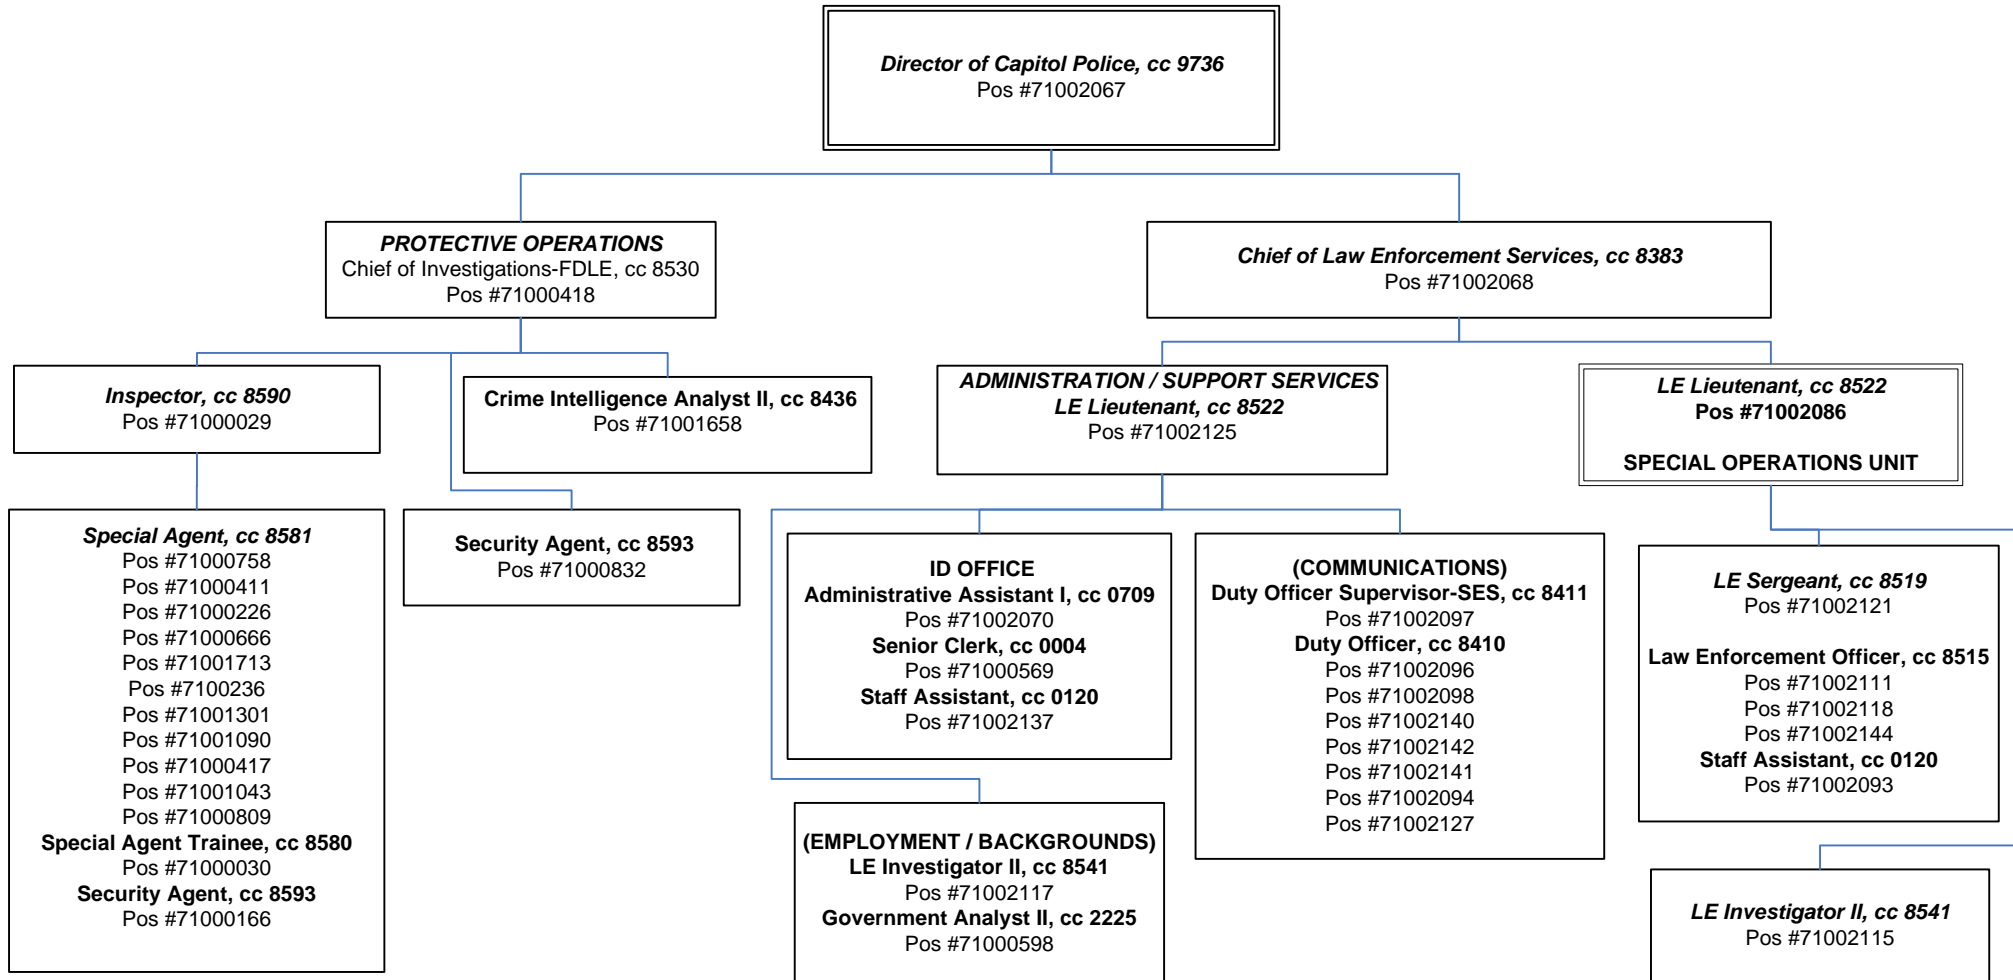 Director of Capitol Police, cc 9736
Pos #71002067
PROTECTIVE OPERATIONS
Chief of Investigations-FDLE, cc 8530
Pos #71000418
Chief of Law Enforcement Services, cc 8383
Pos #71002068
Inspector, cc 8590
Pos #71000029
Crime Intelligence Analyst II, cc 8436
Pos #71001658
ADMINISTRATION / SUPPORT SERVICES
LE Lieutenant, cc 8522
Pos #71002125
LE Lieutenant, cc 8522
Pos #71002086
SPECIAL OPERATIONS UNIT
Special Agent, cc 8581
Pos #71000758
Pos #71000411
Pos #71000226
Pos #71000666
Pos #71001713
Pos #7100236
Pos #71001301
Pos #71001090
Pos #71000417
Pos #71001043
Pos #71000809
Special Agent Trainee, cc 8580
Pos #71000030
Security Agent, cc 8593
Pos #71000166
Security Agent, cc 8593
Pos #71000832
ID OFFICE
Administrative Assistant I, cc 0709
Pos #71002070
Senior Clerk, cc 0004
Pos #71000569
Staff Assistant, cc 0120
Pos #71002137
(COMMUNICATIONS)
Duty Officer Supervisor-SES, cc 8411
Pos #71002097
Duty Officer, cc 8410
Pos #71002096
Pos #71002098
Pos #71002140
Pos #71002142
Pos #71002141
Pos #71002094
Pos #71002127
LE Sergeant, cc 8519
Pos #71002121
Law Enforcement Officer, cc 8515
Pos #71002111
Pos #71002118
Pos #71002144
Staff Assistant, cc 0120
Pos #71002093
(EMPLOYMENT / BACKGROUNDS)
LE Investigator II, cc 8541
Pos #71002117
Government Analyst II, cc 2225
Pos #71000598
LE Investigator II, cc 8541
Pos #71002115